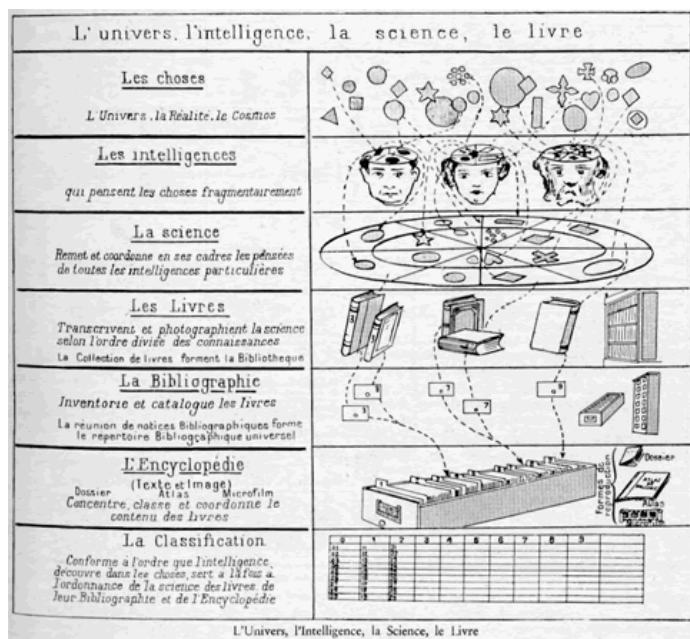 L'univers, l'intelligence, la science, le livre
Les choses
L'Univers, la Réalité, le Cosmos
Les intelligences
qui pensent les choses fragmentairement
La science
Remet et coordonne en ses cadres les pensées
de toutes les intelligences particulières
Les Livres
Transcrivent et photographient la science
selon l'ordre divisé des connaissances
La Collection de livres forment la Bibliothèque
La Bibliographie
Inventorie et catalogue les livres
La réunion de notices Bibliographiques forme
le répertoire Bibliographique universel
L'Encyclopédie
(Texte et Image)
Dossier Atlas Microfilm
Concentre, classe et coordonne le
contenu des livres
Formes de
reproduction
Dossier
Atlas
La Classification
Conforme à l'ordre que l'intelligence
découvre dans les choses, sert à la fois à
l'ordonnance de la science des livres de
leur Bibliographie et de l'Encyclopédie
0 1 2 3 4 5 6 7 8 9
L'Univers, l'Intelligence, la Science, le Livre